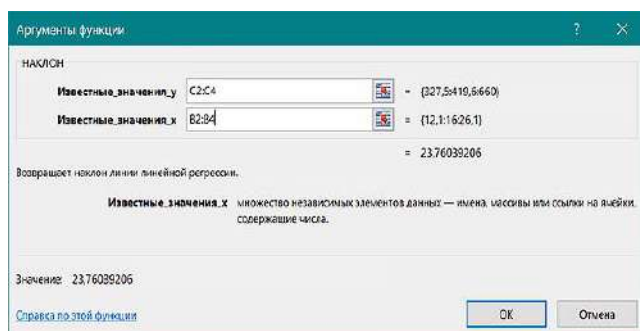 Аргументы функции ? ×
НАКЛОН
Известные_значения_y C2:C4 = {327,5:419,6:660}
Известные_значения_x B2:B4 = {12,1:16:26,1}
= 23,76039206
Возвращает наклон линии линейной регрессии.
Известные_значения_x множество независимых элементов данных — имена, массивы или ссылки на ячейки,
содержащие числа.
Значение: 23,76039206
Справка по этой функции OK Отмена